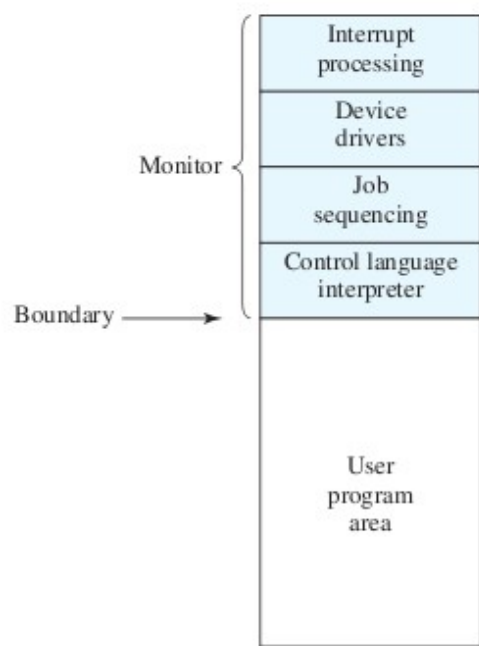 Interrupt
processing
Device
drivers
Monitor
Job
sequencing
Control language
interpreter
Boundary
User
program
area